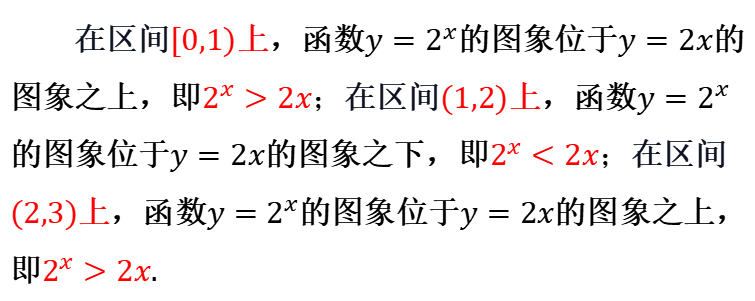 在区间[0,1)上，函数y = 2ˣ的图象位于y = 2x的
图象之上，即2ˣ > 2x；在区间(1,2)上，函数y = 2ˣ
的图象位于y = 2x的图象之下，即2ˣ < 2x；在区间
(2,3)上，函数y = 2ˣ的图象位于y = 2x的图象之上，
即2ˣ > 2x.